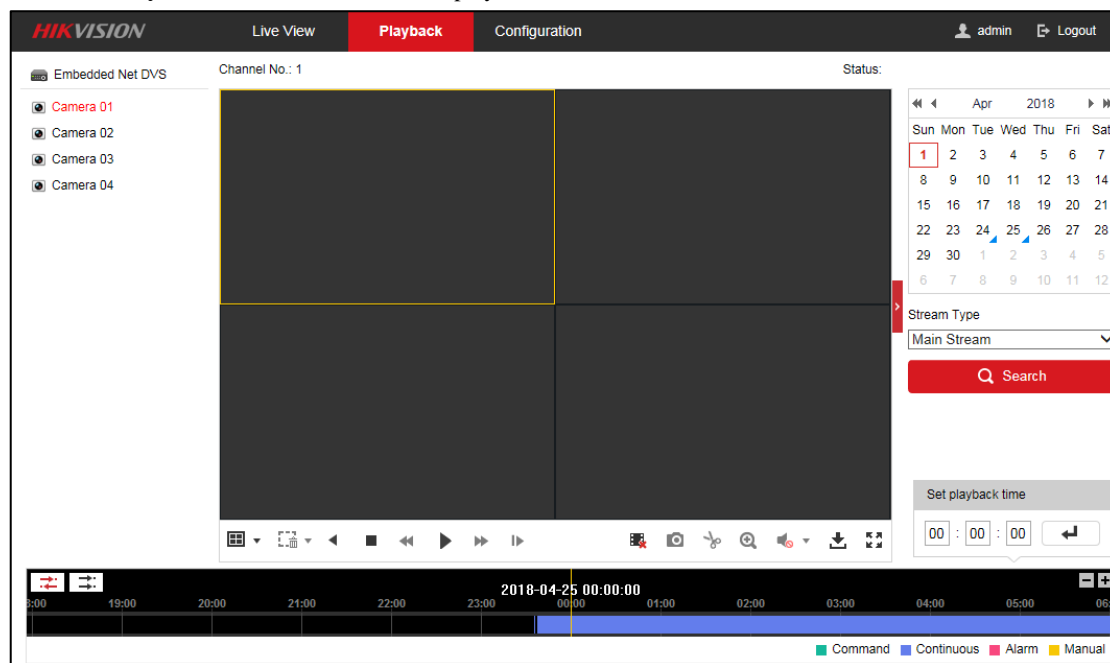 HIKVISION Live View Playback Configuration admin Logout
Embedded Net DVS
Channel No.: 1 Status:
Camera 01
Camera 02
Camera 03
Camera 04
Apr 2018
Sun Mon Tue Wed Thu Fri Sat
1 2 3 4 5 6 7
8 9 10 11 12 13 14
15 16 17 18 19 20 21
22 23 24 25 26 27 28
29 30 1 2 3 4 5
6 7 8 9 10 11 12
Stream Type
Main Stream
Search
Set playback time
00 : 00 : 00
2018-04-25 00:00:00
:00 19:00 20:00 21:00 22:00 23:00 00:00 01:00 02:00 03:00 04:00 05:00 06:
Command Continuous Alarm Manual